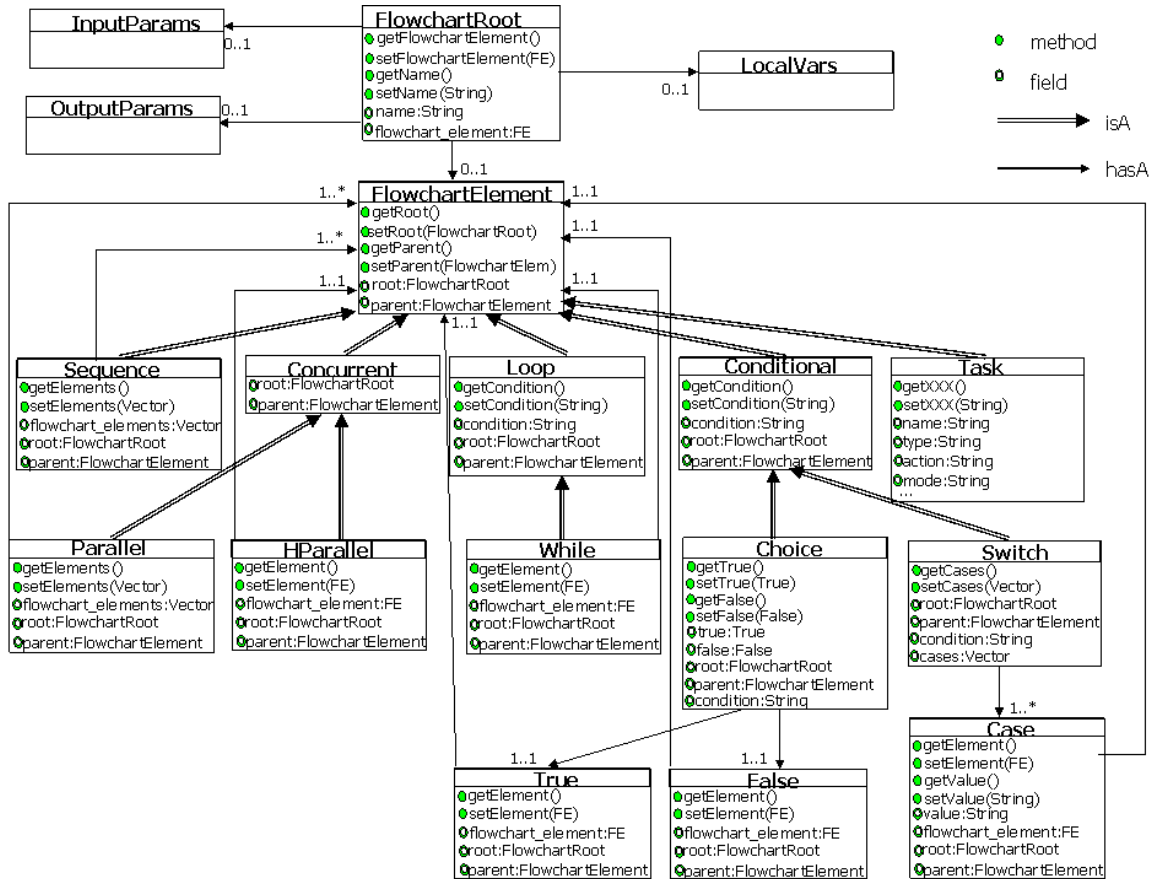 InputParams
0..1
FlowchartRoot
getFlowchartElement()
setFlowchartElement(FE)
getName()
setName(String)
name:String
flowchart_element:FE
method
field
isA
hasA
LocalVars
0..1
OutputParams
0..1
0..1
FlowchartElement
getRoot()
setRoot(FlowchartRoot)
getParent()
setParent(FlowchartElem)
root:FlowchartRoot
parent:FlowchartElement
1..*
1..*
1..1
1..1
1..1
1..1
1..1
Sequence
getElements()
setElements(Vector)
flowchart_elements:Vector
root:FlowchartRoot
parent:FlowchartElement
Concurrent
root:FlowchartRoot
parent:FlowchartElement
Loop
getCondition()
setCondition(String)
condition:String
root:FlowchartRoot
parent:FlowchartElement
Conditional
getCondition()
setCondition(String)
condition:String
root:FlowchartRoot
parent:FlowchartElement
Task
getXXX()
setXXX(String)
name:String
type:String
action:String
mode:String
...
Parallel
getElements()
setElements(Vector)
flowchart_elements:Vector
root:FlowchartRoot
parent:FlowchartElement
HParallel
getElement()
setElement(FE)
flowchart_element:FE
root:FlowchartRoot
parent:FlowchartElement
While
getElement()
setElement(FE)
flowchart_element:FE
root:FlowchartRoot
parent:FlowchartElement
Choice
getTrue()
setTrue(True)
getFalse()
setFalse(False)
true:True
false:False
root:FlowchartRoot
parent:FlowchartElement
condition:String
Switch
getCases()
setCases(Vector)
root:FlowchartRoot
parent:FlowchartElement
condition:String
cases:Vector
1..1
1..1
1..*
True
getElement()
setElement(FE)
flowchart_element:FE
root:FlowchartRoot
parent:FlowchartElement
False
getElement()
setElement(FE)
flowchart_element:FE
root:FlowchartRoot
parent:FlowchartElement
Case
getElement()
setElement(FE)
getValue()
setValue(String)
value:String
flowchart_element:FE
root:FlowchartRoot
parent:FlowchartElement